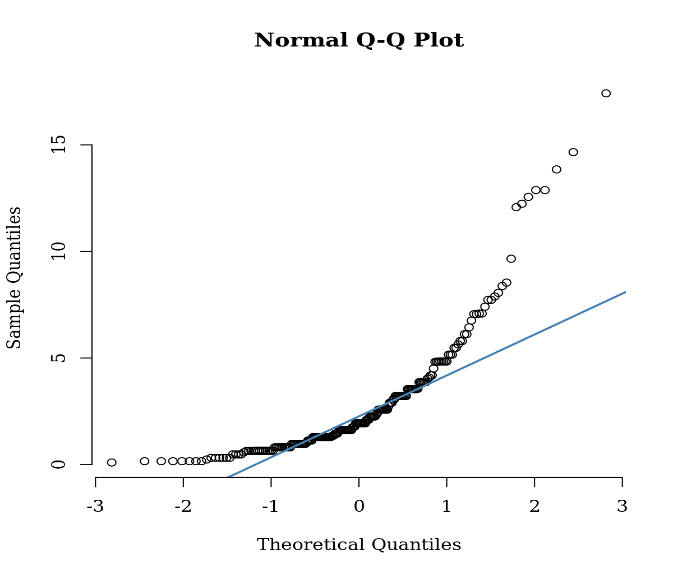 Normal Q-Q Plot
Sample Quantiles
15
10
5
0
-3 -2 -1 0 1 2 3
Theoretical Quantiles